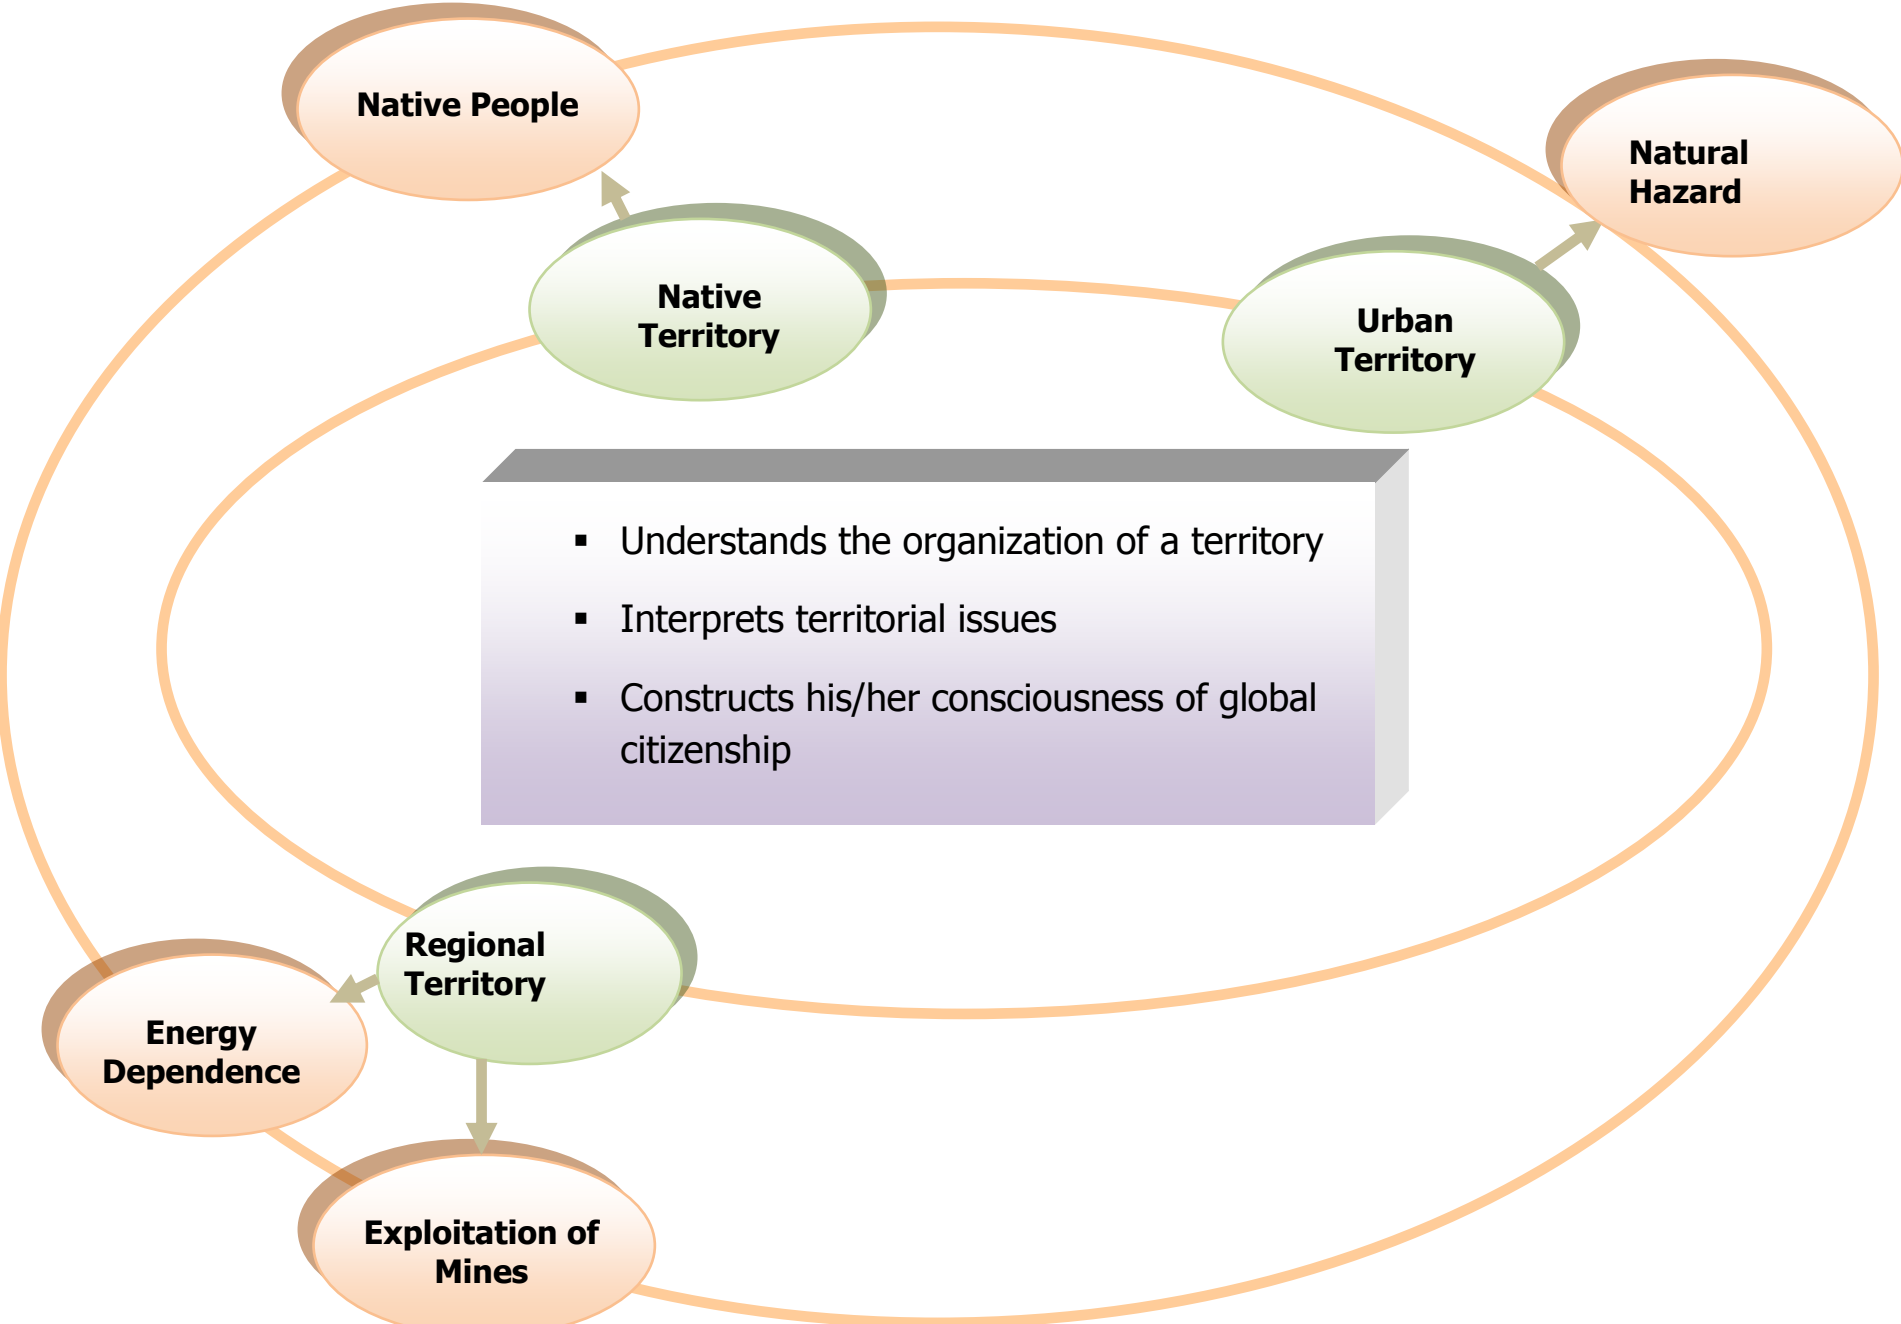 Native People
Natural
Hazard
Native
Territory
Urban
Territory
▪ Understands the organization of a territory
▪ Interprets territorial issues
▪ Constructs his/her consciousness of global
citizenship
Regional
Territory
Energy
Dependence
Exploitation of
Mines